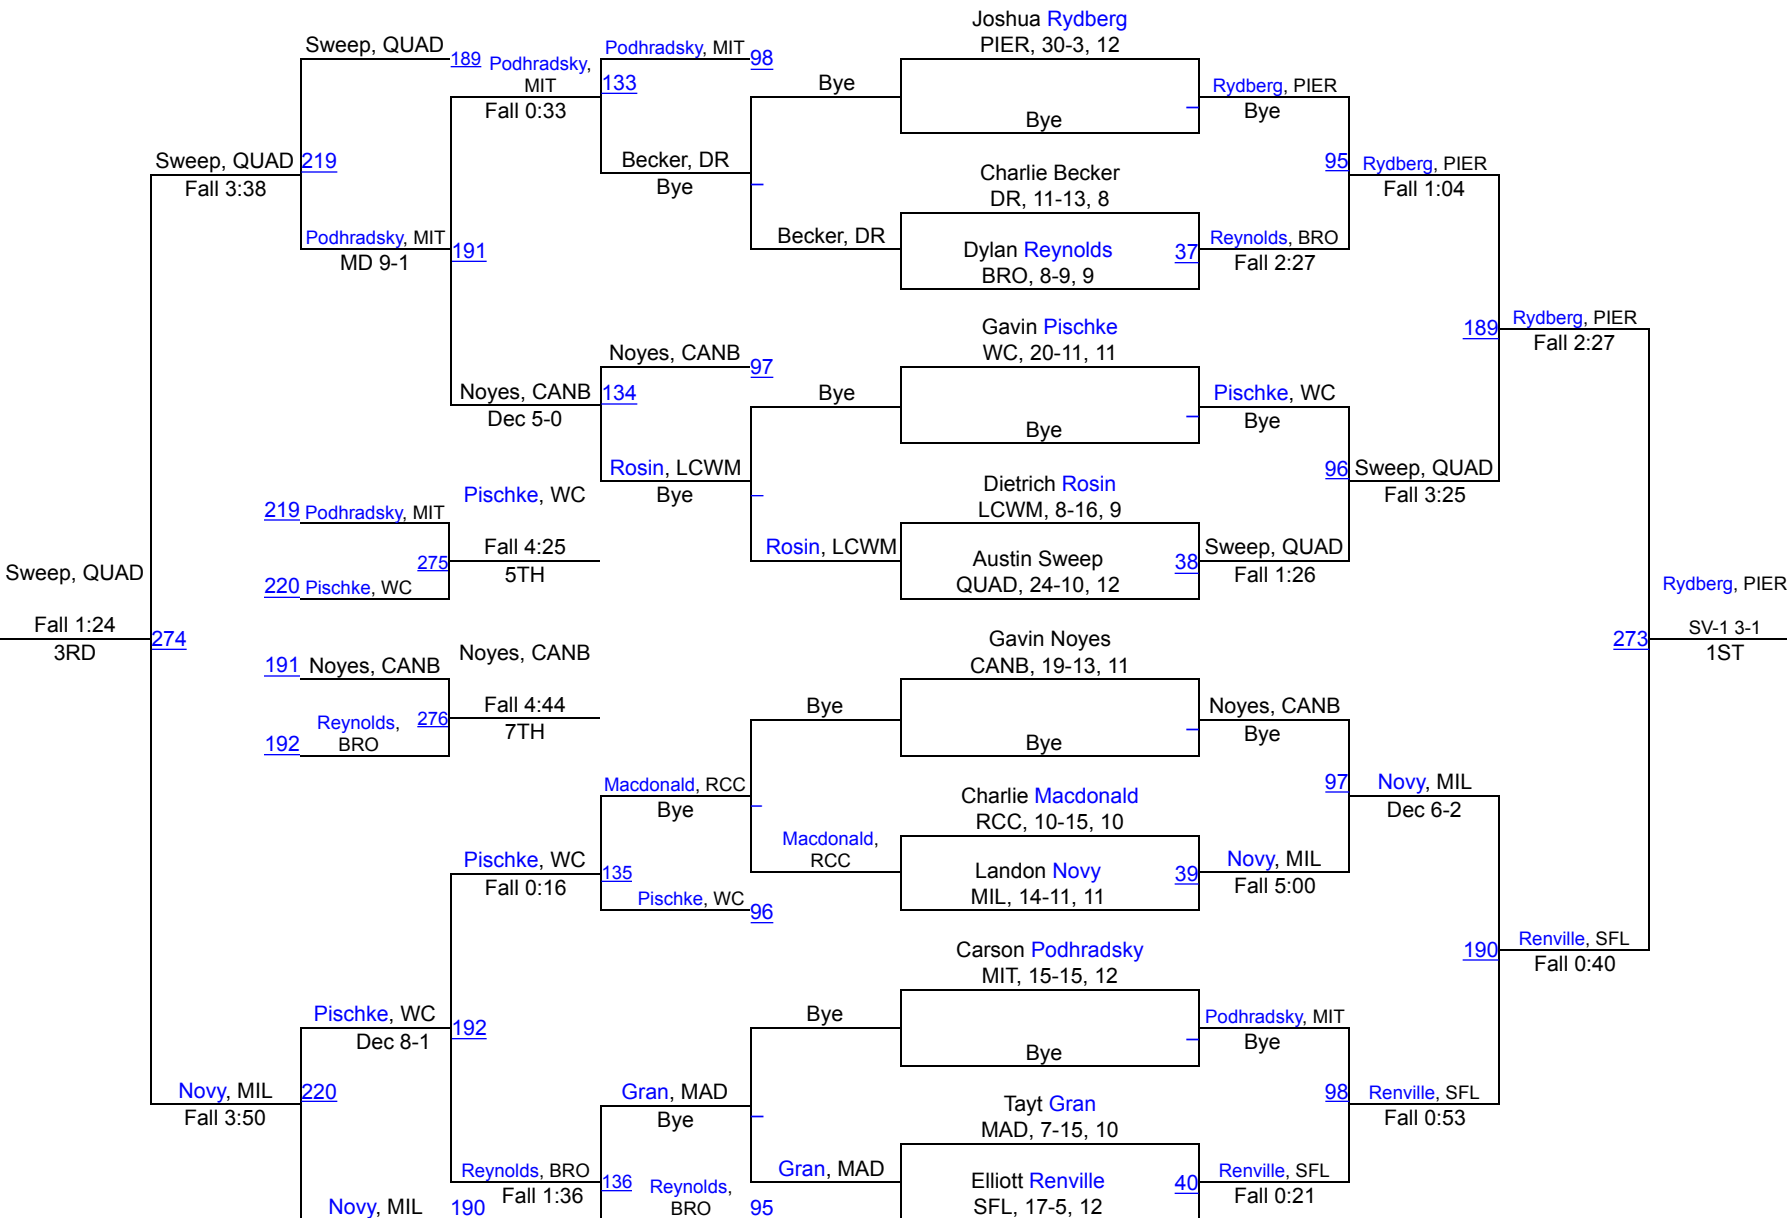 Joshua Rydberg
PIER, 30-3, 12
Sweep, QUAD
189
Podhradsky,
MIT
Fall 0:33
Podhradsky, MIT
98
133
Bye
Bye
Rydberg, PIER
Bye
Sweep, QUAD
219
Fall 3:38
Becker, DR
Bye
Charlie Becker
DR, 11-13, 8
95
Rydberg, PIER
Fall 1:04
Podhradsky, MIT
MD 9-1
191
Becker, DR
Dylan Reynolds
BRO, 8-9, 9
37
Reynolds, BRO
Fall 2:27
Gavin Pischke
WC, 20-11, 11
189
Rydberg, PIER
Fall 2:27
Noyes, CANB
97
Noyes, CANB
Dec 5-0
134
Bye
Bye
Pischke, WC
Bye
Rosin, LCWM
Bye
Dietrich Rosin
LCWM, 8-16, 9
96
Sweep, QUAD
Fall 3:25
219
Podhradsky, MIT
Pischke, WC
Fall 4:25
5TH
275
220
Pischke, WC
Rosin, LCWM
Austin Sweep
QUAD, 24-10, 12
38
Sweep, QUAD
Fall 1:26
Sweep, QUAD
Fall 1:24
3RD
274
Rydberg, PIER
SV-1 3-1
1ST
273
191
Noyes, CANB
Noyes, CANB
Fall 4:44
7TH
276
Reynolds,
BRO
192
Gavin Noyes
CANB, 19-13, 11
Bye
Bye
Noyes, CANB
Bye
Macdonald, RCC
Bye
Charlie Macdonald
RCC, 10-15, 10
97
Novy, MIL
Dec 6-2
Macdonald,
RCC
Pischke, WC
Fall 0:16
135
Pischke, WC
96
Landon Novy
MIL, 14-11, 11
39
Novy, MIL
Fall 5:00
Carson Podhradsky
MIT, 15-15, 12
190
Renville, SFL
Fall 0:40
Pischke, WC
Dec 8-1
192
Bye
Bye
Podhradsky, MIT
Bye
Novy, MIL
Fall 3:50
220
Gran, MAD
Bye
Tayt Gran
MAD, 7-15, 10
98
Renville, SFL
Fall 0:53
Reynolds, BRO
Fall 1:36
136
Gran, MAD
Elliott Renville
SFL, 17-5, 12
40
Renville, SFL
Fall 0:21
Novy, MIL
190
Reynolds,
BRO
95